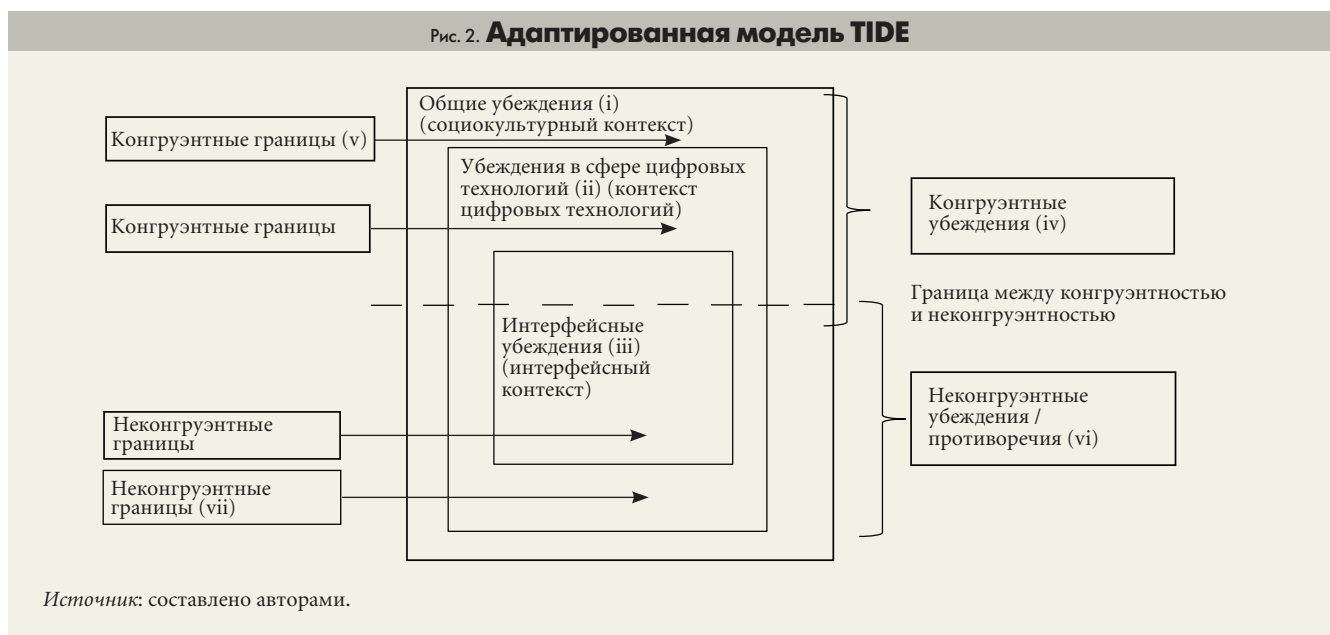 Рис. 2. Адаптированная модель TIDE
Общие убеждения (i)
(социокультурный контекст)
Конгруэнтные границы (v)
Убеждения в сфере цифровых
технологий (ii) (контекст
цифровых технологий)
Конгруэнтные границы
Конгруэнтные
убеждения (iv)
Граница между конгруэнтностью
и неконгруэнтностью
Интерфейсные
убеждения (iii)
(интерфейсный
контекст)
Неконгруэнтные
границы
Неконгруэнтные
убеждения /
противоречия (vi)
Неконгруэнтные
границы (vii)
Источник: составлено авторами.